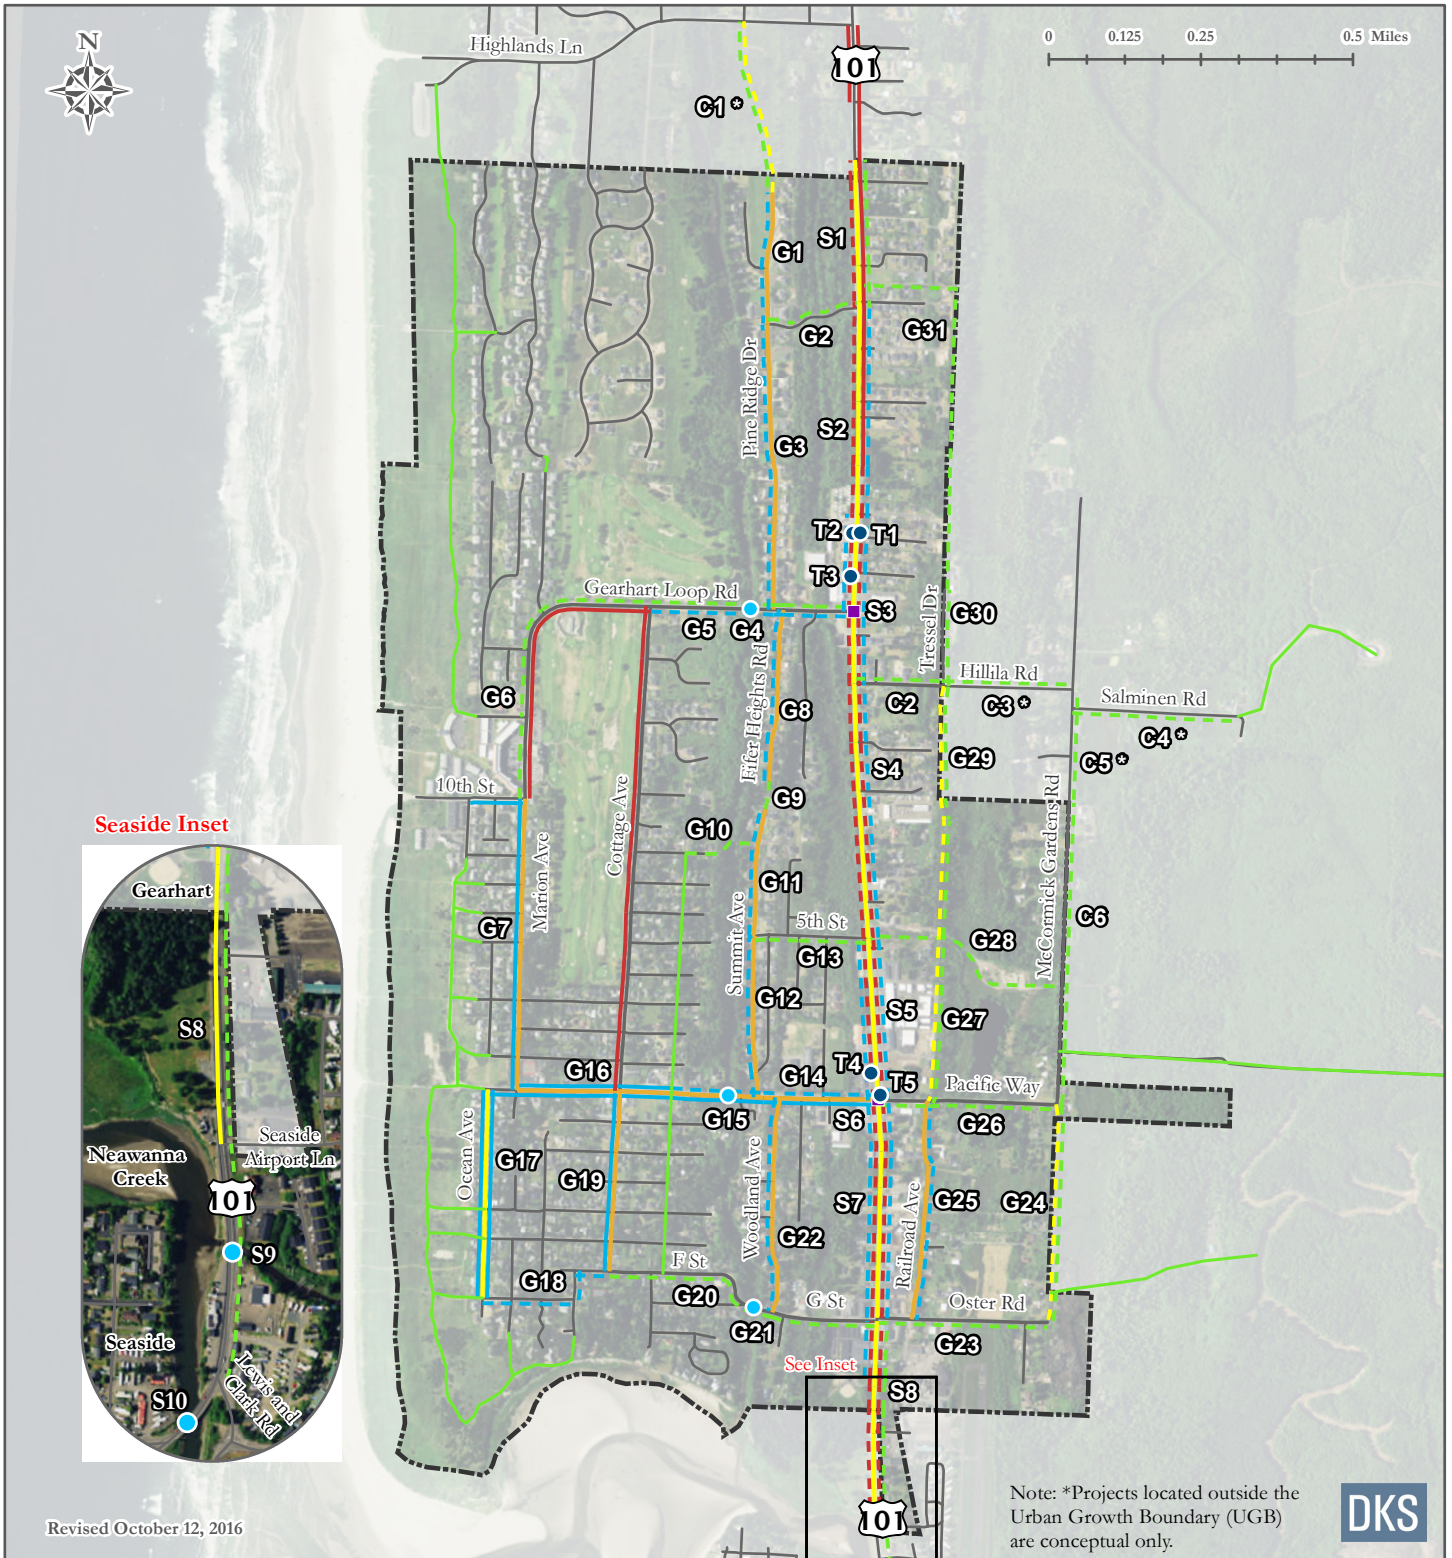 N
Highlands Ln
101
0 0.125 0.25 0.5 Miles
C1 *
G1
S1
G2
G31
Pine Ridge Dr
G3
S2
T2
T1
T3
Gearhart Loop Rd
S3
G5
G4
G30
Tressel Dr
Hillila Rd
Salminen Rd
G6
Fifer Heights Rd
G8
C2
C3 *
C4 *
G29
C5 *
S4
10th St
G9
Cottage Ave
McCormick Gardens Rd
G10
Marion Ave
G11
G7
5th St
C6
G28
G13
Summit Ave
G12
S5
G27
T4
G16
G14
T5
Pacific Way
G15
S6
G26
Ocean Ave
G17
G19
Woodland Ave
S7
G25
G24
G22
Railroad Ave
F St
G18
G20
G St
Oster Rd
G21
G23
See Inset
S8
101
Seaside Inset
Gearhart
S8
Neawanna
Creek
Seaside
Airport Ln
101
S9
Seaside
Lewis and
Clark Rd
S10
Revised October 12, 2016
Note: *Projects located outside the
Urban Growth Boundary (UGB)
are conceptual only.
DKS